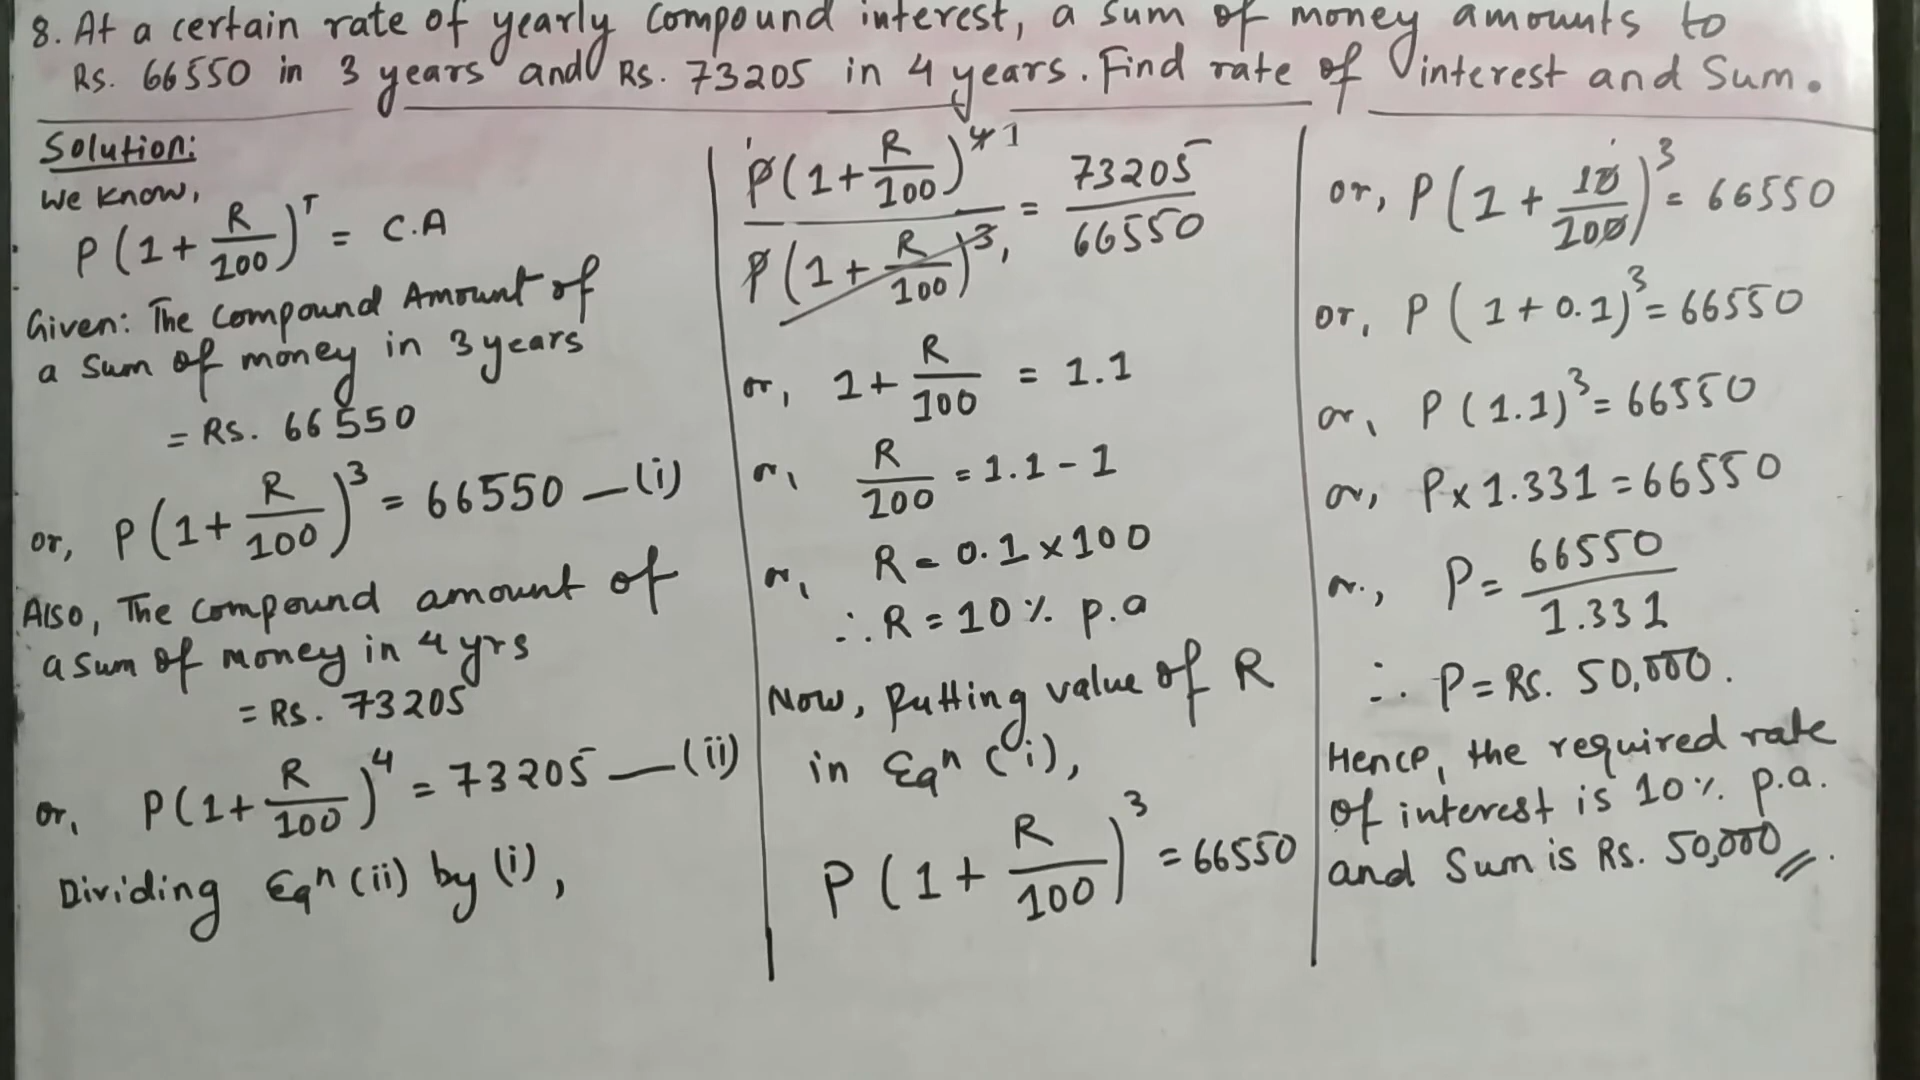 8. At a certain rate of yearly compound interest, a sum of money amounts to
Rs. 66550 in 3 years and Rs. 73205 in 4 years. Find rate of interest and Sum.
Solution:
We know,
P(1+R/100)^T = C.A
Given: The compound Amount of
a sum of money in 3 years
= Rs. 66550
or, P(1+R/100)^3 = 66550 —(i)
Also, The compound amount of
a sum of money in 4 yrs
= Rs. 73205
or, P(1+R/100)^4 = 73205 —(ii)
Dividing Eqn (ii) by (i),
P(1+R/100)^4 1 / P(1+R/100)^3 = 73205/66550
or, 1+R/100 = 1.1
or, R/100 = 1.1-1
or, R = 0.1×100
∴ R = 10% p.a
Now, Putting value of R
in Eqn (i),
P(1+R/100)^3 = 66550
or, P(1+10/100)^3 = 66550
or, P(1+0.1)^3 = 66550
or, P(1.1)^3 = 66550
or, P×1.331 = 66550
or, P = 66550/1.331
∴ P = Rs. 50,000.
Hence, the required rate
of interest is 10% p.a.
and Sum is Rs. 50,000.